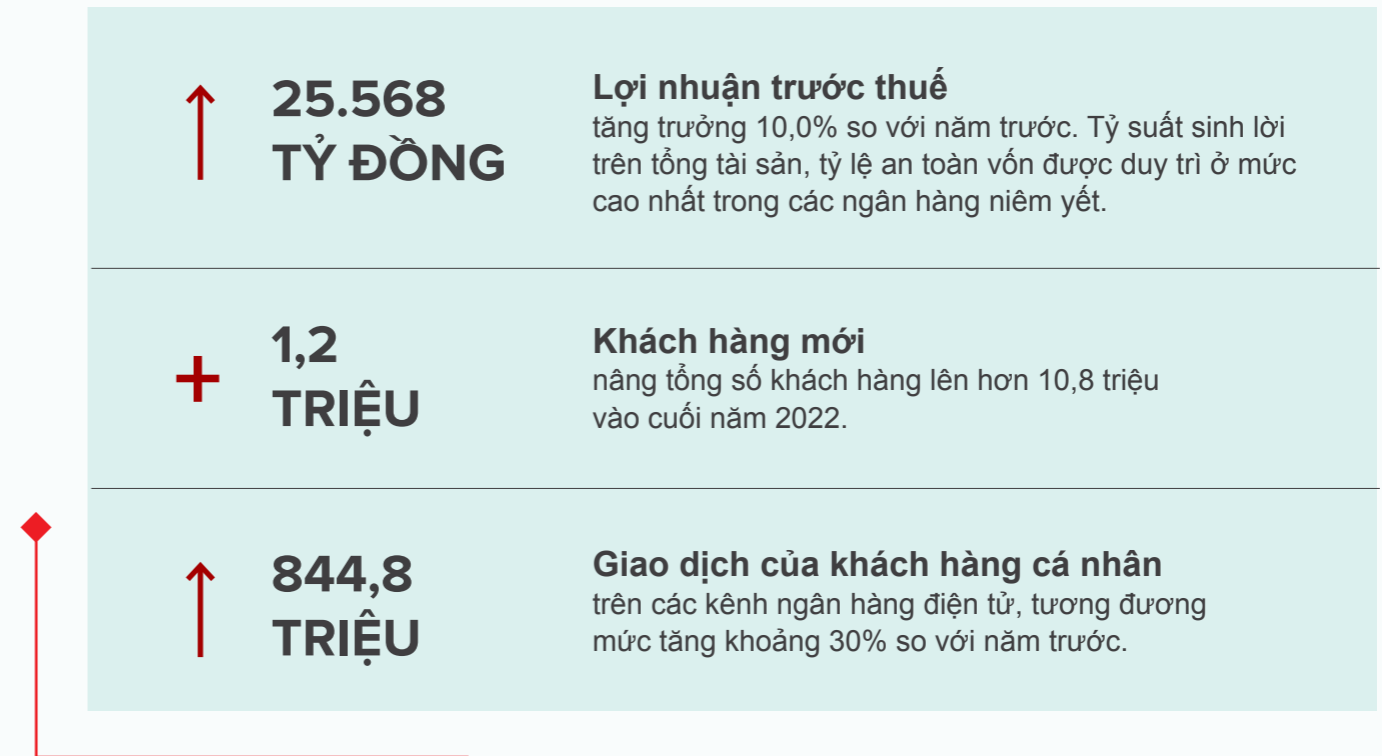 25.568
TỶ ĐỒNG
Lợi nhuận trước thuế
tăng trưởng 10,0% so với năm trước. Tỷ suất sinh lời
trên tổng tài sản, tỷ lệ an toàn vốn được duy trì ở mức
cao nhất trong các ngân hàng niêm yết.
+ 1,2
TRIỆU
Khách hàng mới
nâng tổng số khách hàng lên hơn 10,8 triệu
vào cuối năm 2022.
844,8
TRIỆU
Giao dịch của khách hàng cá nhân
trên các kênh ngân hàng điện tử, tương đương
mức tăng khoảng 30% so với năm trước.